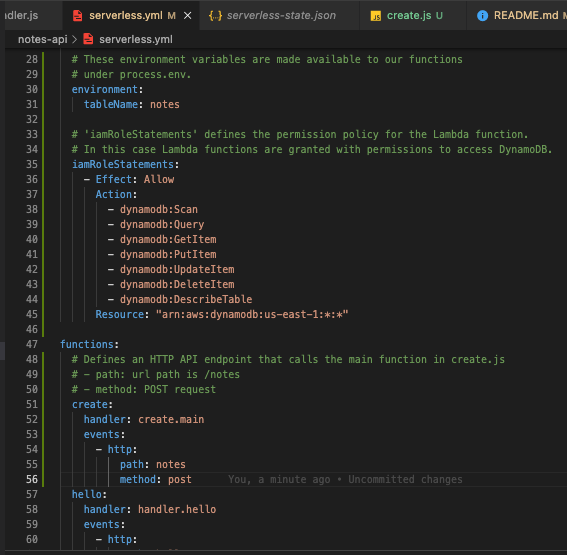 ndler.js serverless.yml M × {..} serverless-state.json JS create.js U README.md M
notes-api > serverless.yml
28 # These environment variables are made available to our functions
29 # under process.env.
30 environment:
31 tableName: notes
32
33 # 'iamRoleStatements' defines the permission policy for the Lambda function.
34 # In this case Lambda functions are granted with permissions to access DynamoDB.
35 iamRoleStatements:
36 - Effect: Allow
37 Action:
38 - dynamodb:Scan
39 - dynamodb:Query
40 - dynamodb:GetItem
41 - dynamodb:PutItem
42 - dynamodb:UpdateItem
43 - dynamodb:DeleteItem
44 - dynamodb:DescribeTable
45 Resource: "arn:aws:dynamodb:us-east-1:*:*"
46
47 functions:
48 # Defines an HTTP API endpoint that calls the main function in create.js
49 # - path: url path is /notes
50 # - method: POST request
51 create:
52 handler: create.main
53 events:
54 - http:
55 path: notes
56 method: post You, a minute ago • Uncommitted changes
57 hello:
58 handler: handler.hello
59 events:
60 - http: